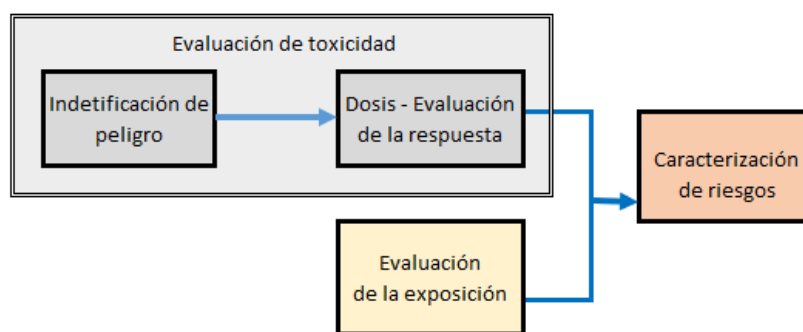 Evaluación de toxicidad
Indetificación de
peligro
Dosis - Evaluación
de la respuesta
Caracterización
de riesgos
Evaluación
de la exposición